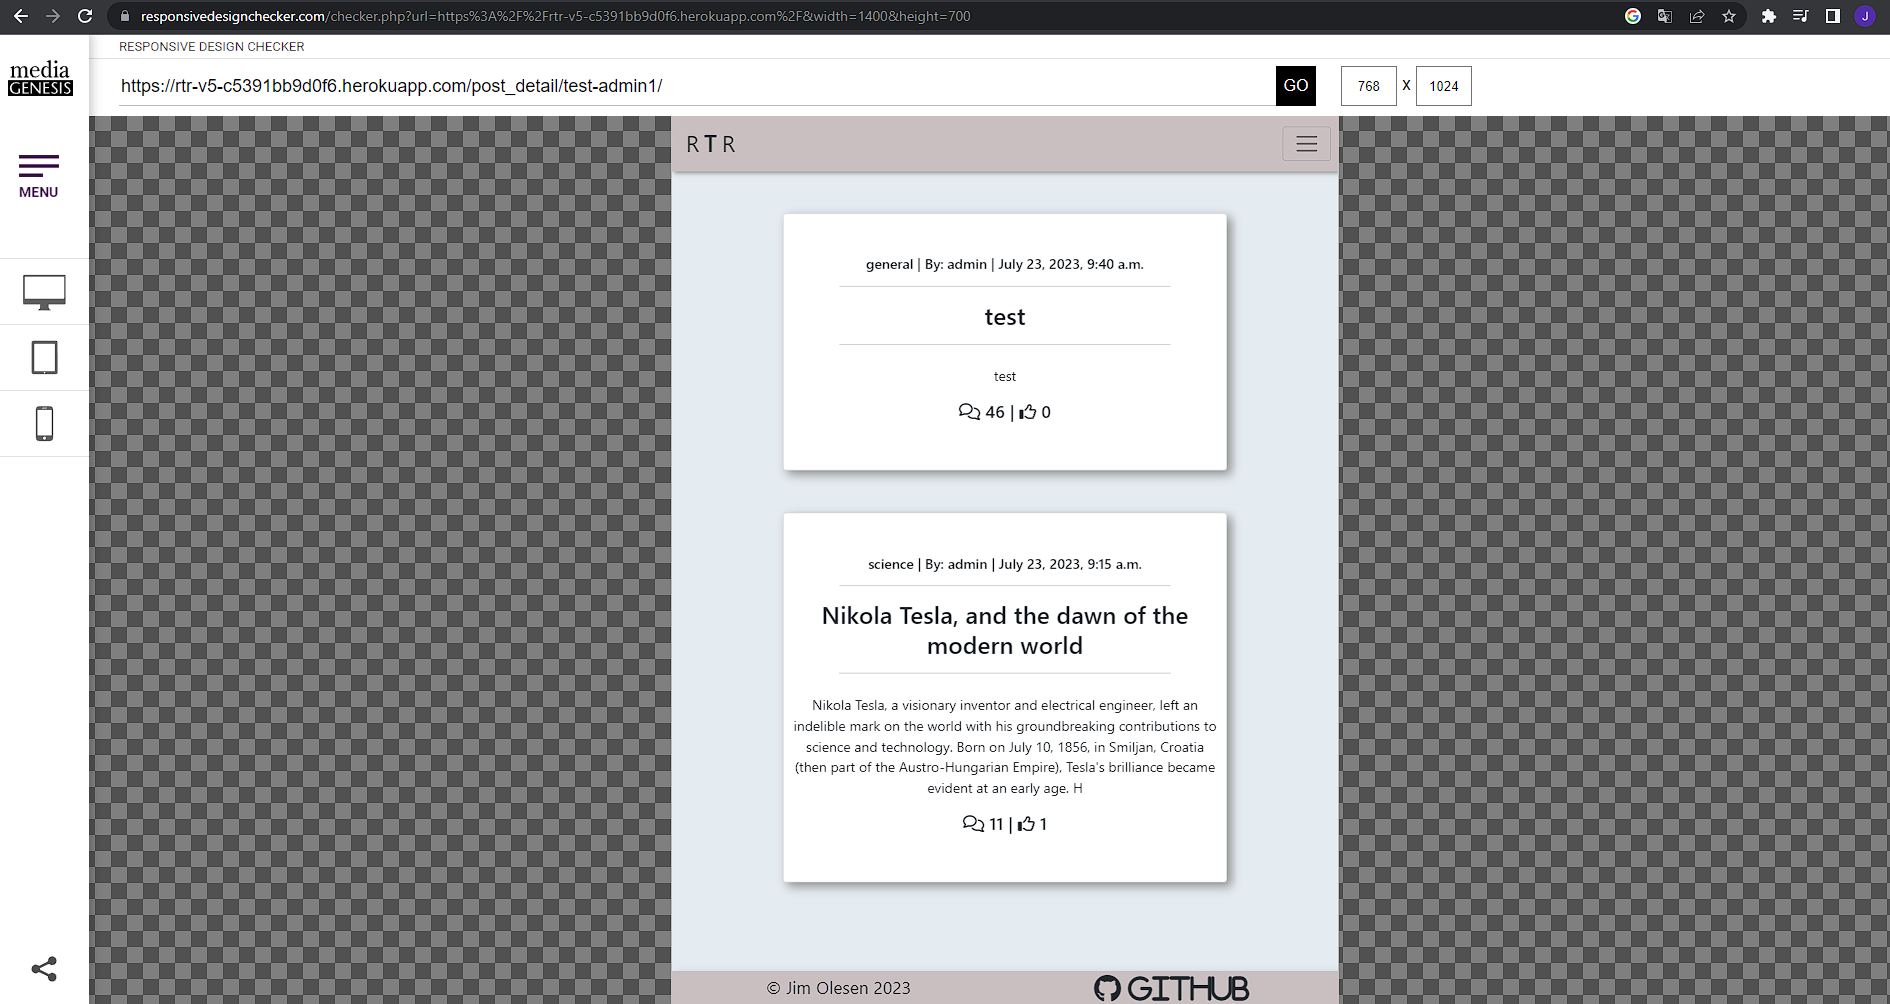 responsivedesignchecker.com/checker.php?url=https%3A%2F%2Frtr-v5-c5391bb9d0f6.herokuapp.com%2F&width=1400&height=700
J
RESPONSIVE DESIGN CHECKER
media
GENESIS
https://rtr-v5-c5391bb9d0f6.herokuapp.com/post_detail/test-admin1/
GO
768 X 1024
MENU
R T R
general | By: admin | July 23, 2023, 9:40 a.m.
test
test
46 | 0
science | By: admin | July 23, 2023, 9:15 a.m.
Nikola Tesla, and the dawn of the
modern world
Nikola Tesla, a visionary inventor and electrical engineer, left an
indelible mark on the world with his groundbreaking contributions to
science and technology. Born on July 10, 1856, in Smiljan, Croatia
(then part of the Austro-Hungarian Empire), Tesla's brilliance became
evident at an early age. H
11 | 1
© Jim Olesen 2023
GITHUB